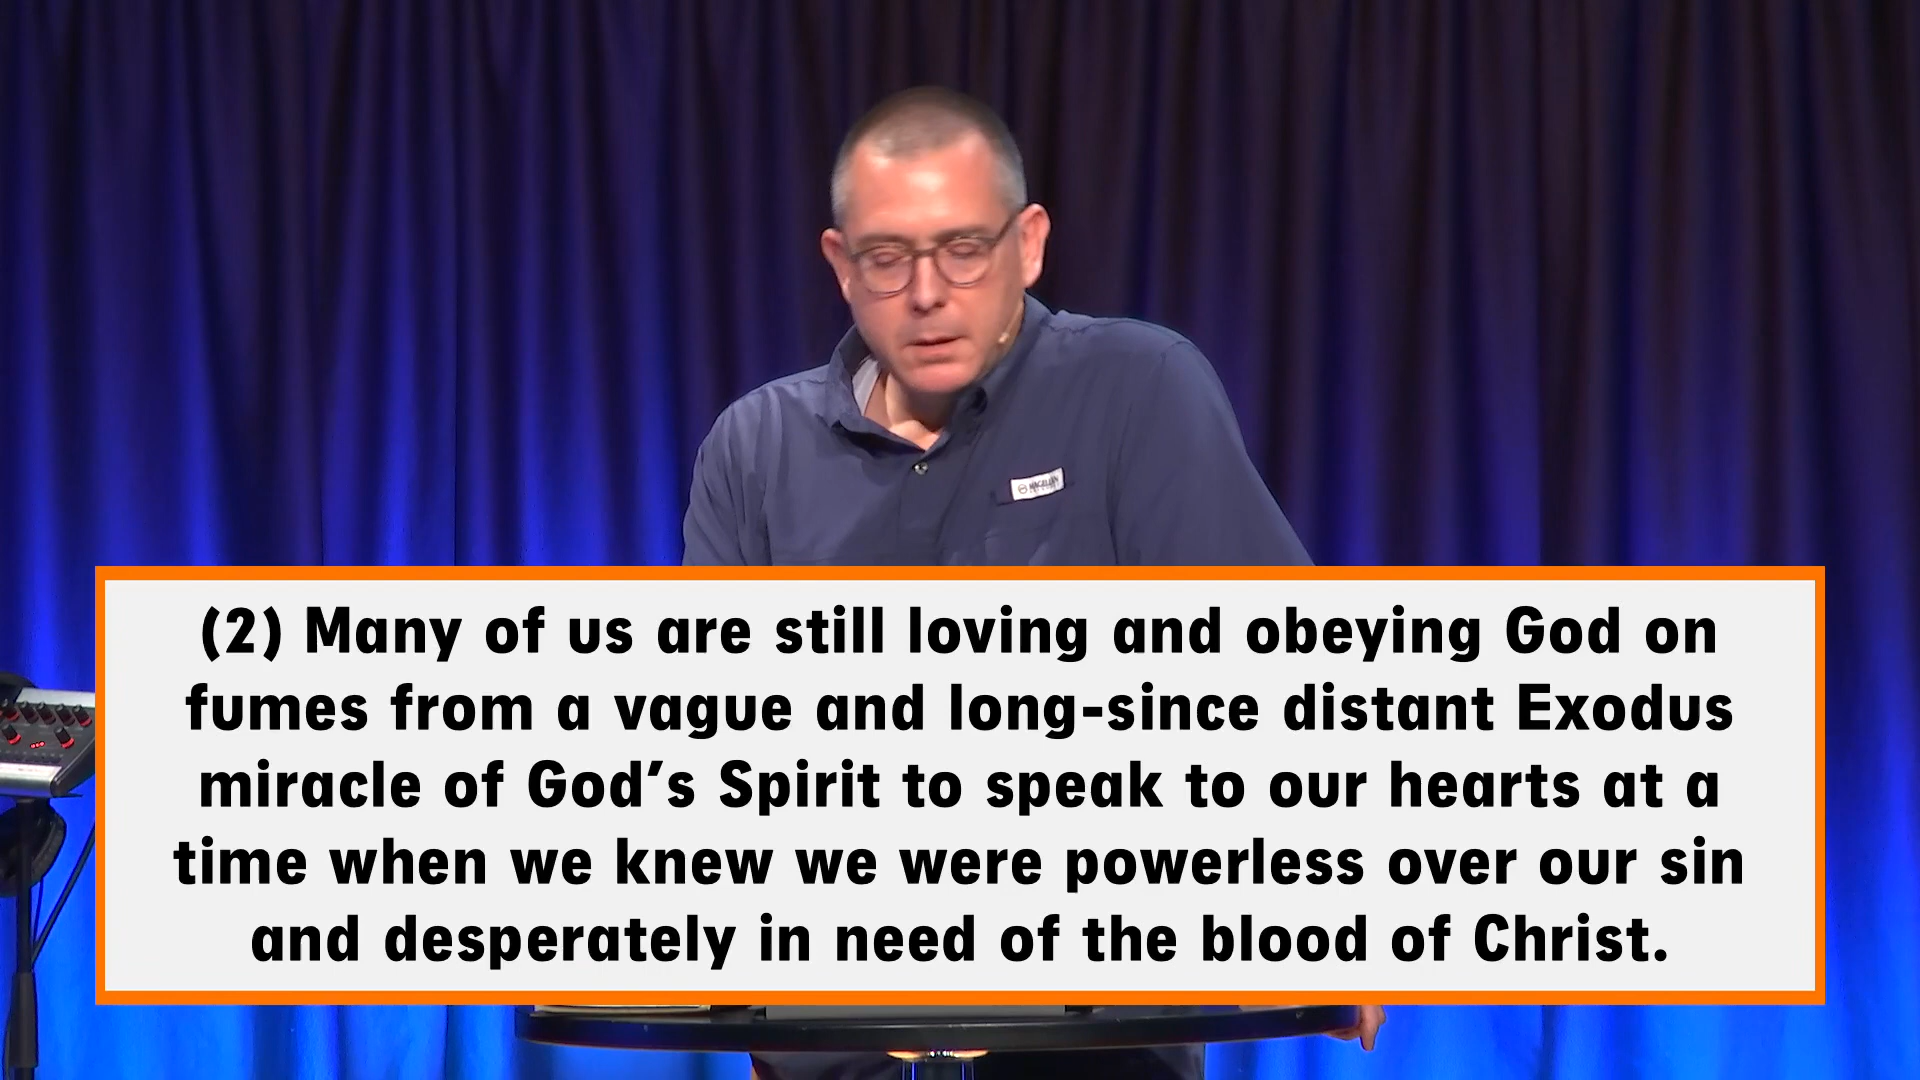 MAGELLAN
(2) Many of us are still loving and obeying God on
fumes from a vague and long-since distant Exodus
miracle of God’s Spirit to speak to our hearts at a
time when we knew we were powerless over our sin
and desperately in need of the blood of Christ.